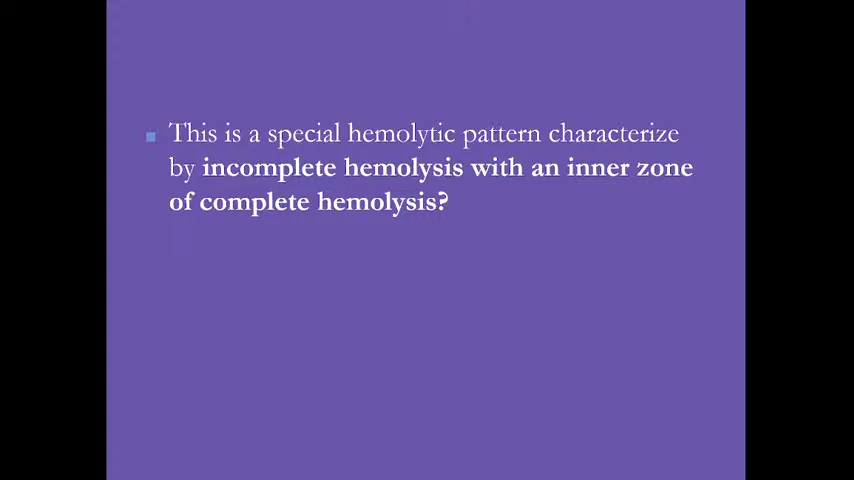 This is a special hemolytic pattern characterize
by incomplete hemolysis with an inner zone
of complete hemolysis?